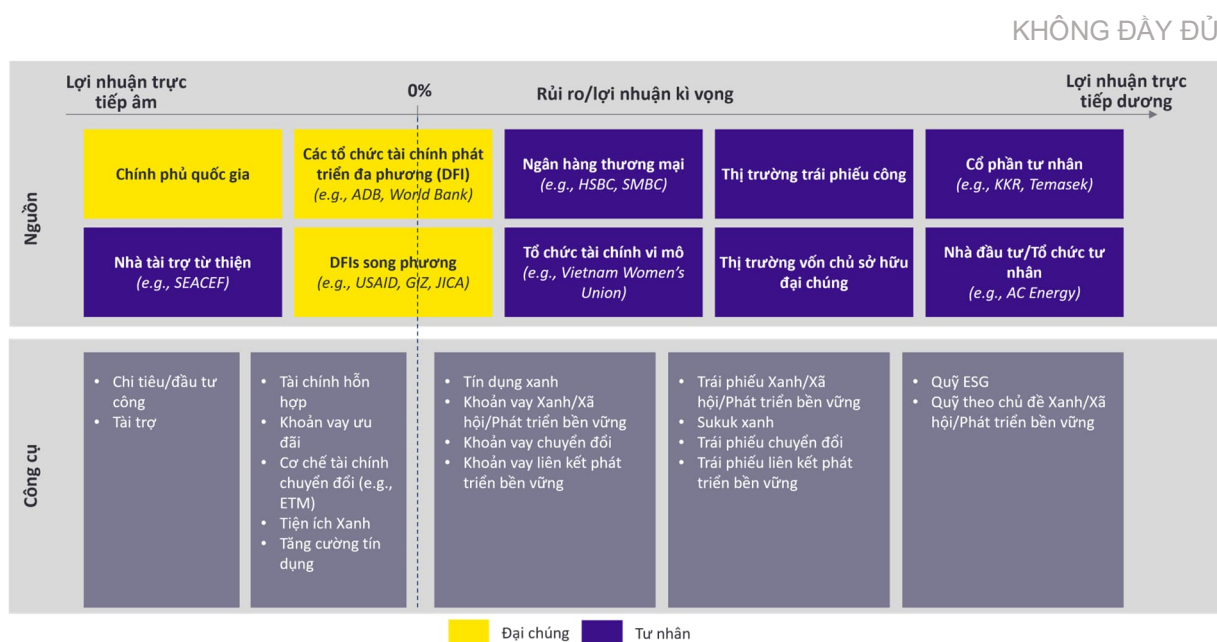 KHÔNG ĐẦY ĐỦ
Lợi nhuận trực
tiếp âm
0%
Rủi ro/lợi nhuận kì vọng
Lợi nhuận trực
tiếp dương
Nguồn
Chính phủ quốc gia
Các tổ chức tài chính phát
triển đa phương (DFI)
(e.g., ADB, World Bank)
Ngân hàng thương mại
(e.g., HSBC, SMBC)
Thị trường trái phiếu công
Cổ phần tư nhân
(e.g., KKR, Temasek)
Nhà tài trợ từ thiện
(e.g., SEACEF)
DFIs song phương
(e.g., USAID, GIZ, JICA)
Tổ chức tài chính vi mô
(e.g., Vietnam Women's
Union)
Thị trường vốn chủ sở hữu
đại chúng
Nhà đầu tư/Tổ chức tư
nhân
(e.g., AC Energy)
Công cụ
• Chi tiêu/đầu tư
công
• Tài trợ
• Tài chính hỗn
hợp
• Khoản vay ưu
đãi
• Cơ chế tài chính
chuyển đổi (e.g.,
ETM)
• Tiện ích Xanh
• Tăng cường tín
dụng
• Tín dụng xanh
• Khoản vay Xanh/Xã
hội/Phát triển bền vững
• Khoản vay chuyển đổi
• Khoản vay liên kết phát
triển bền vững
• Trái phiếu Xanh/Xã
hội/Phát triển bền vững
• Sukuk xanh
• Trái phiếu chuyển đổi
• Trái phiếu liên kết phát
triển bền vững
• Quỹ ESG
• Quỹ theo chủ đề Xanh/Xã
hội/Phát triển bền vững
Đại chúng
Tư nhân